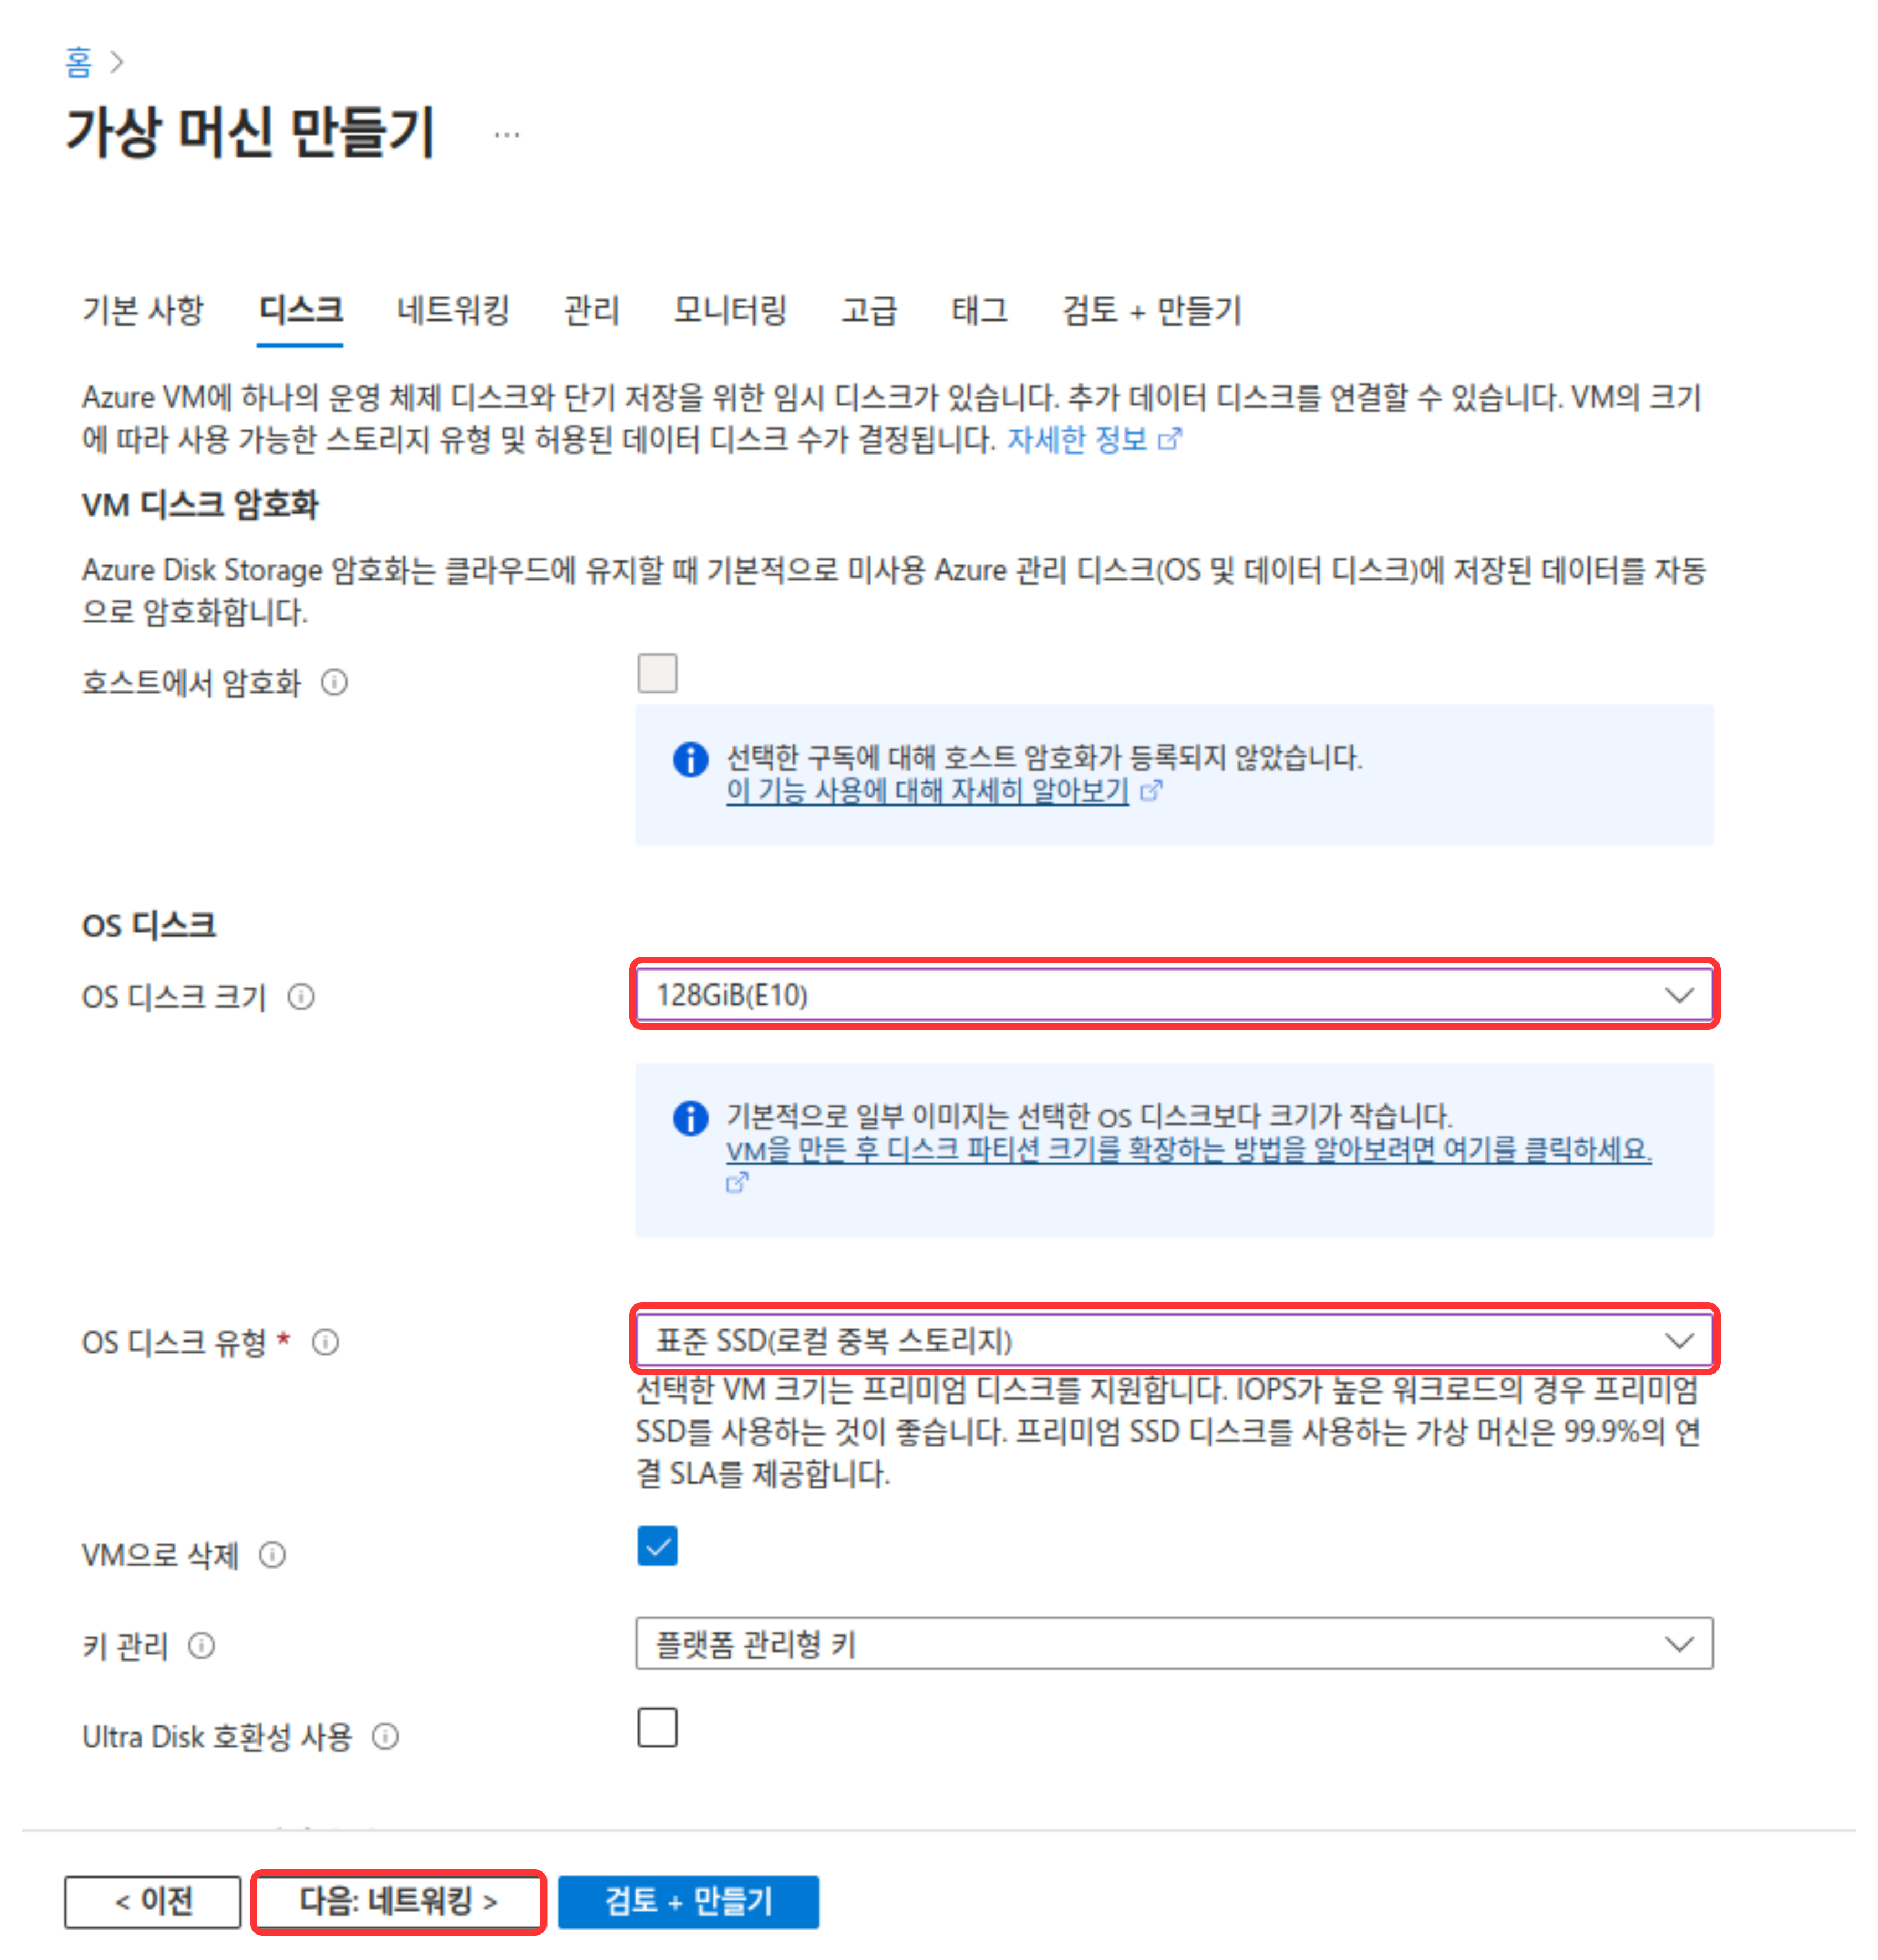 홈 >
가상 머신 만들기 ...
기본 사항 디스크 네트워킹 관리 모니터링 고급 태그 검토 + 만들기
Azure VM에 하나의 운영 체제 디스크와 단기 저장을 위한 임시 디스크가 있습니다. 추가 데이터 디스크를 연결할 수 있습니다. VM의 크기
에 따라 사용 가능한 스토리지 유형 및 허용된 데이터 디스크 수가 결정됩니다. 자세한 정보
VM 디스크 암호화
Azure Disk Storage 암호화는 클라우드에 유지할 때 기본적으로 미사용 Azure 관리 디스크(OS 및 데이터 디스크)에 저장된 데이터를 자동
으로 암호화합니다.
호스트에서 암호화
선택한 구독에 대해 호스트 암호화가 등록되지 않았습니다.
이 기능 사용에 대해 자세히 알아보기
OS 디스크
OS 디스크 크기
128GiB(E10)
기본적으로 일부 이미지는 선택한 OS 디스크보다 크기가 작습니다.
VM을 만든 후 디스크 파티션 크기를 확장하는 방법을 알아보려면 여기를 클릭하세요.
OS 디스크 유형 *
표준 SSD(로컬 중복 스토리지)
선택한 VM 크기는 프리미엄 디스크를 지원합니다. IOPS가 높은 워크로드의 경우 프리미엄
SSD를 사용하는 것이 좋습니다. 프리미엄 SSD 디스크를 사용하는 가상 머신은 99.9%의 연
결 SLA를 제공합니다.
VM으로 삭제
키 관리
플랫폼 관리형 키
Ultra Disk 호환성 사용
< 이전
다음: 네트워킹 >
검토 + 만들기